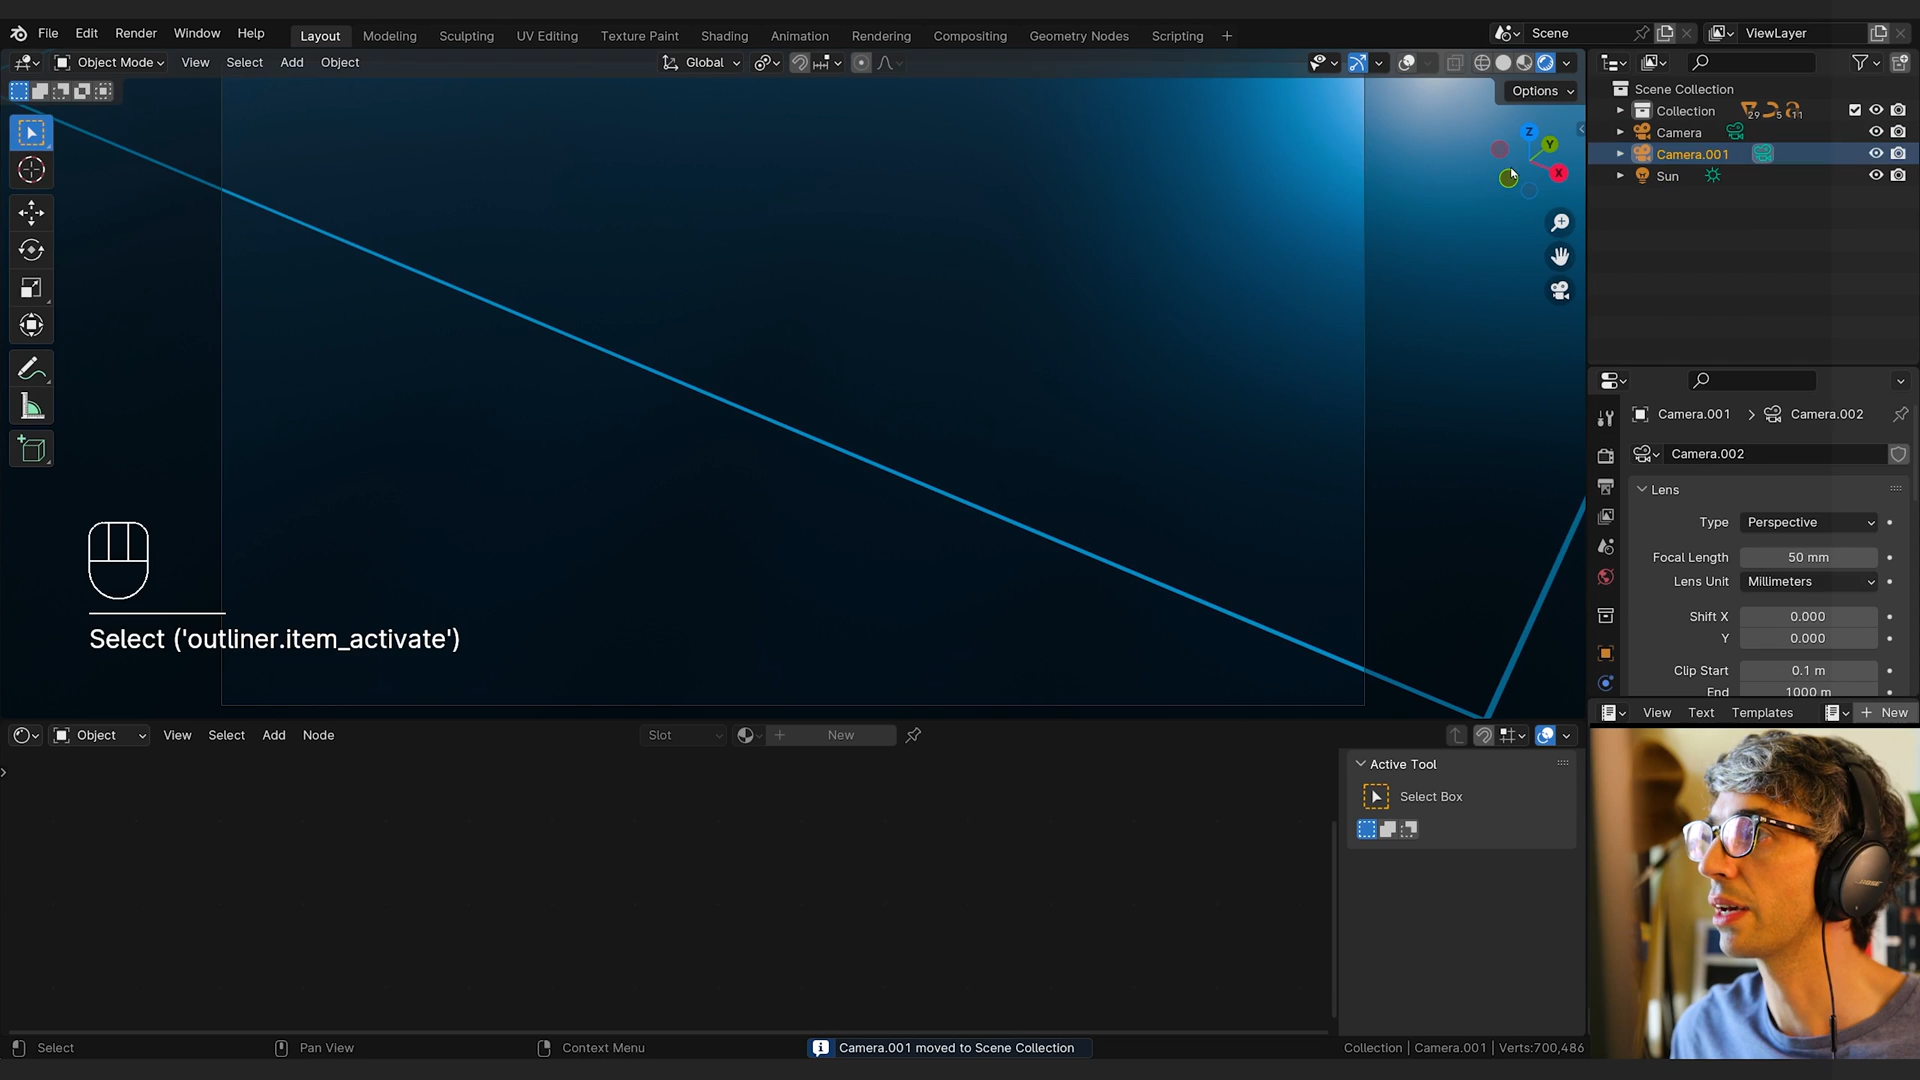 File Edit Render Window Help Layout Modeling Sculpting UV Editing Texture Paint Shading Animation Rendering Compositing Geometry Nodes Scripting + Scene ViewLayer
Object Mode View Select Add Object Global
Options
Z
Y
X
Scene Collection
Collection 29 5 11
Camera
Camera.001
Sun
Camera.001 > Camera.002
Camera.002
Lens
Type Perspective
Focal Length 50 mm
Lens Unit Millimeters
Shift X 0.000
Y 0.000
Clip Start 0.1 m
End 1000 m
Select ('outliner.item_activate')
View Text Templates + New
Object View Select Add Node Slot + New
Active Tool
Select Box
BOSE
Select Pan View Context Menu Camera.001 moved to Scene Collection Collection | Camera.001 | Verts:700,486